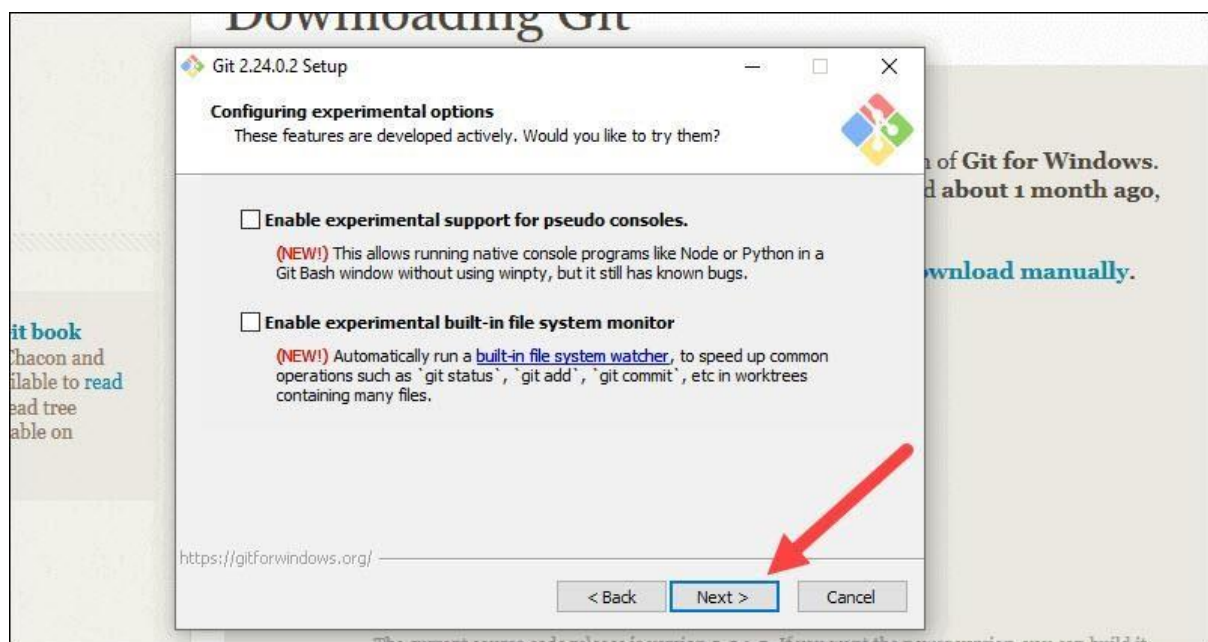 Downloading Git
Git 2.24.0.2 Setup
Configuring experimental options
These features are developed actively. Would you like to try them?
of Git for Windows.
about 1 month ago,
download manually.
Enable experimental support for pseudo consoles.
(NEW!) This allows running native console programs like Node or Python in a
Git Bash window without using winpty, but it still has known bugs.
Enable experimental built-in file system monitor
(NEW!) Automatically run a built-in file system watcher, to speed up common
operations such as `git status`, `git add`, `git commit`, etc in worktrees
containing many files.
it book
Chacon and
ilable to read
ead tree
able on
https://gitforwindows.org/
< Back
Next >
Cancel